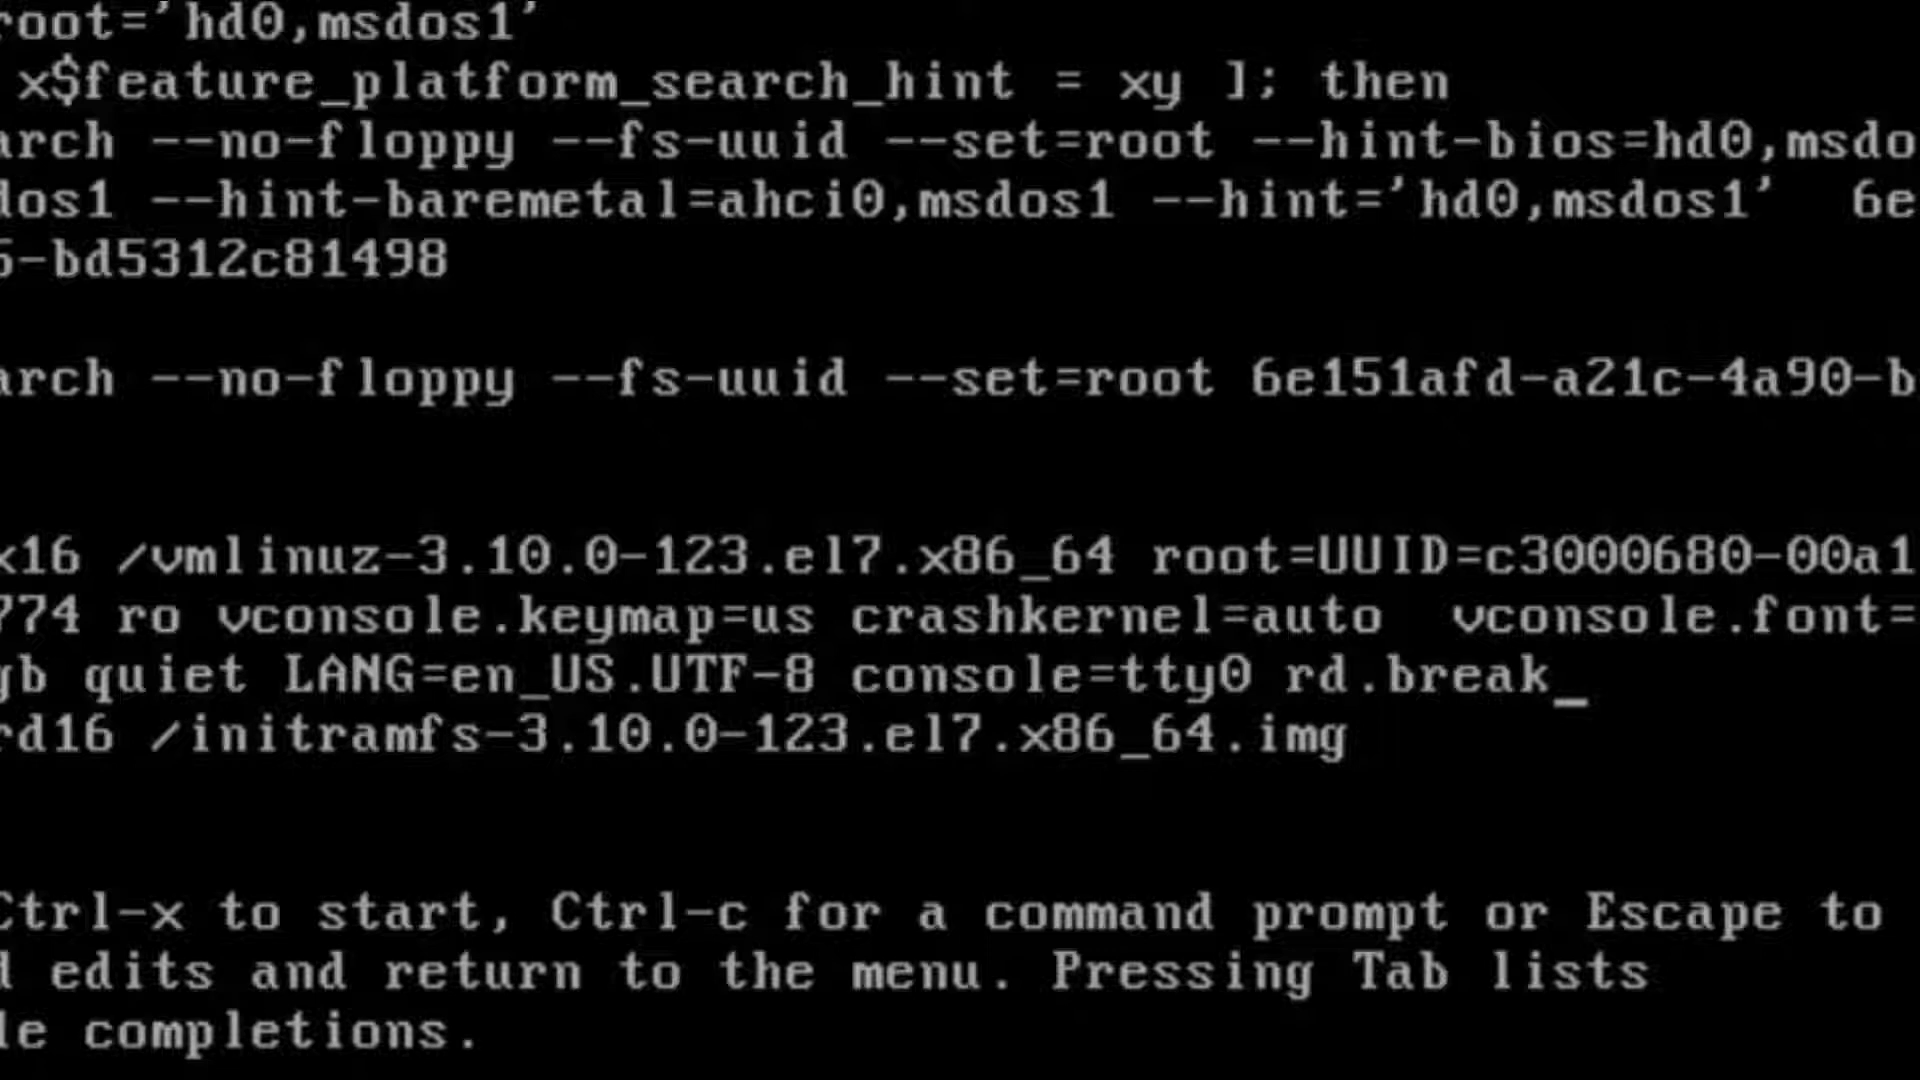 root='hd0,msdos1'
x$feature_platform_search_hint = xy ]; then
arch --no-floppy --fs-uuid --set=root --hint-bios=hd0,msdo
dos1 --hint-baremetal=ahci0,msdos1 --hint='hd0,msdos1'  6e
5-bd5312c81498
arch --no-floppy --fs-uuid --set=root 6e151afd-a21c-4a90-b
x16 /vmlinuz-3.10.0-123.el7.x86_64 root=UUID=c3000680-00a1
774 ro vconsole.keymap=us crashkernel=auto  vconsole.font=
gb quiet LANG=en_US.UTF-8 console=tty0 rd.break_
rd16 /initramfs-3.10.0-123.el7.x86_64.img
Ctrl-x to start, Ctrl-c for a command prompt or Escape to
d edits and return to the menu. Pressing Tab lists
le completions.